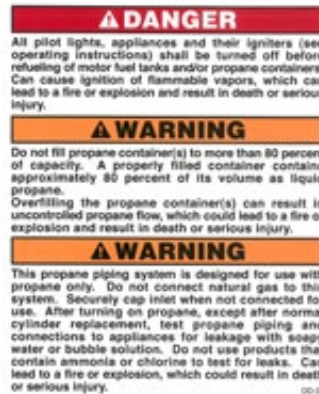 DANGER
All pilot lights, appliances and their igniters (see
operating instructions) shall be turned off before
refueling of motor fuel tanks and/or propane containers.
Can cause ignition of flammable vapors, which can
lead to a fire or explosion and result in death or serious
injury.
WARNING
Do not fill propane container(s) to more than 80 percent
of capacity. A properly filled container contains
approximately 80 percent of its volume as liquid
propane.
Overfilling the propane container(s) can result in
uncontrolled propane flow, which could lead to a fire or
explosion and result in death or serious injury.
WARNING
This propane piping system is designed for use with
propane only. Do not connect natural gas to this
system. Securely cap inlet when not connected for
use. After turning on propane, except after normal
cylinder replacement, test propane piping and
connections to appliances for leakage with soapy
water or bubble solution. Do not use products that
contain ammonia or chlorine to test for leaks. Can
lead to a fire or explosion, which could result in death
or serious injury.